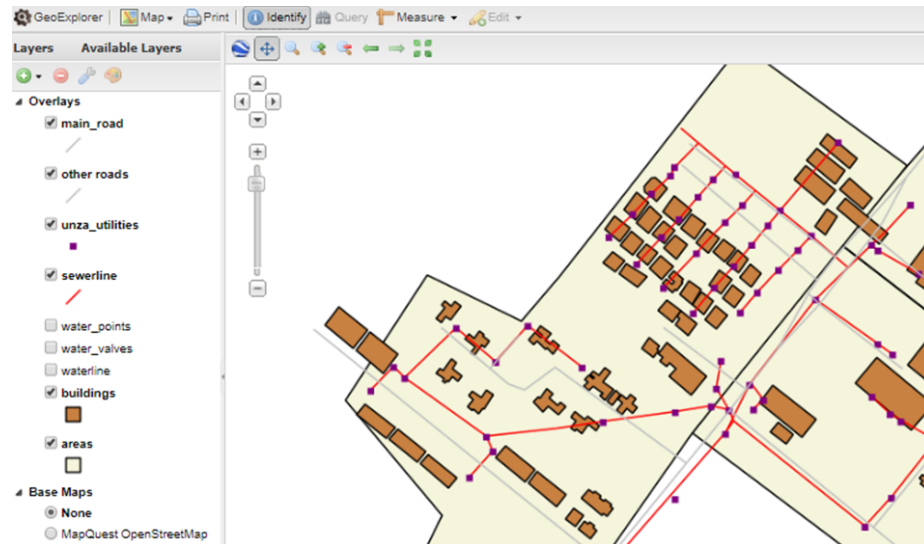 GeoExplorer Map Print Identify Query Measure Edit
Layers Available Layers
Overlays
main_road
other roads
unza_utilities
sewerline
water_points
water_valves
waterline
buildings
areas
Base Maps
None
MapQuest OpenStreetMap